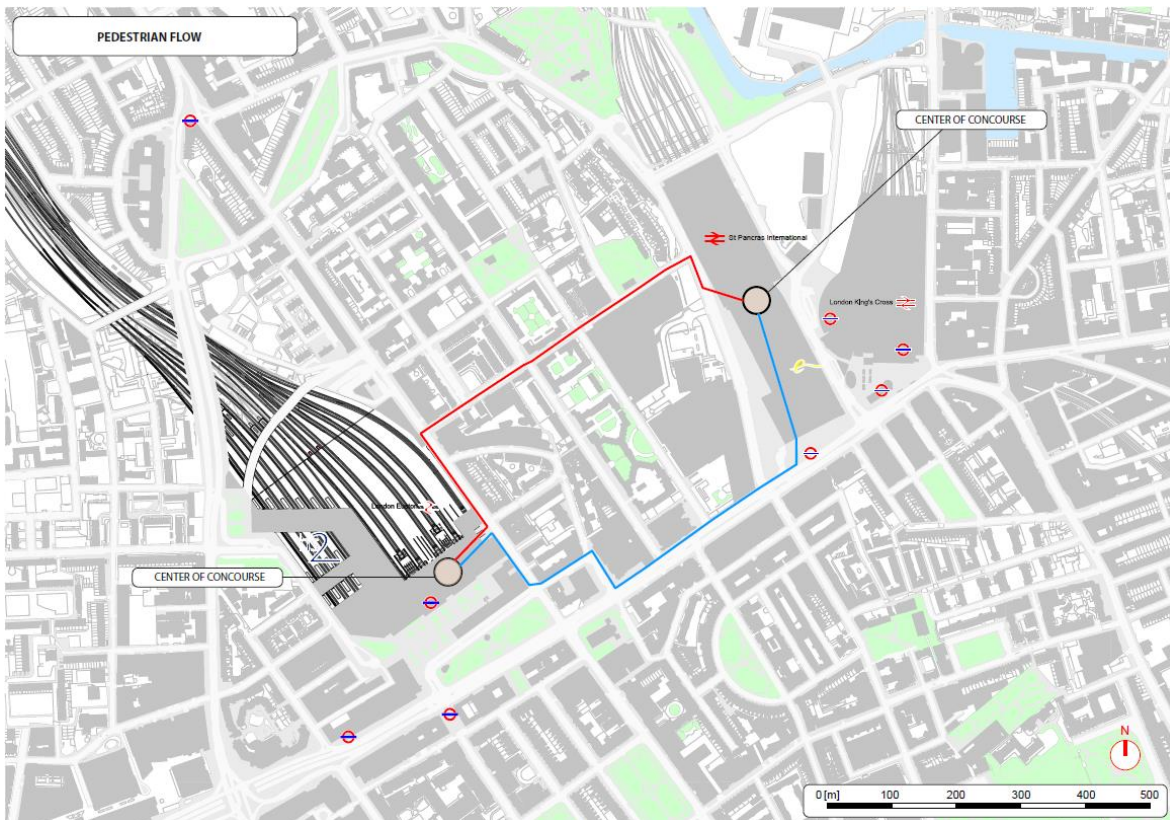 PEDESTRIAN FLOW
CENTER OF CONCOURSE
St Pancras International
London King's Cross
London Euston
2
CENTER OF CONCOURSE
N
0 [m] 100 200 300 400 500